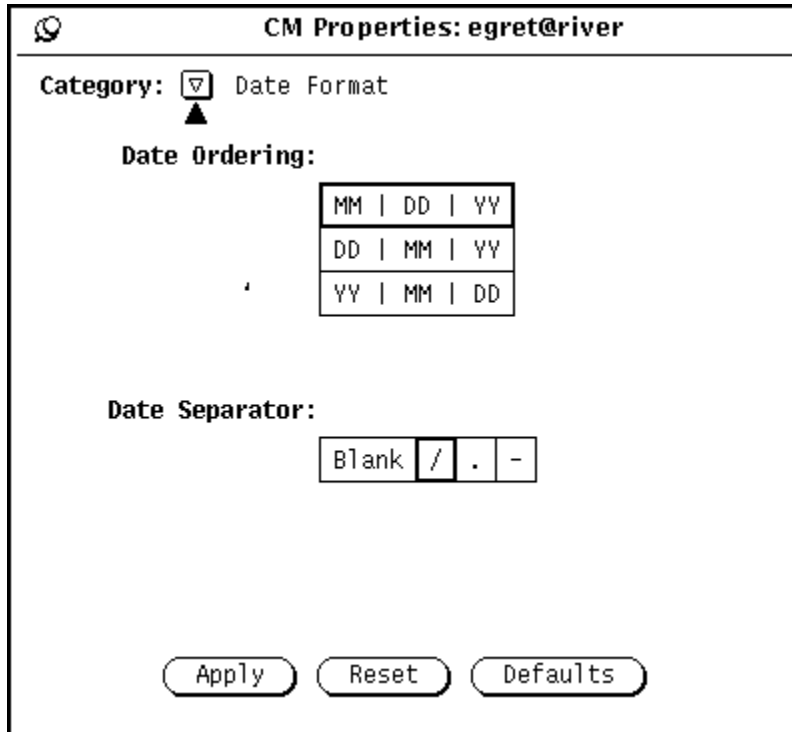 CM Properties: egret@river
Category: Date Format
Date Ordering:
MM | DD | YY
DD | MM | YY
YY | MM | DD
Date Separator:
Blank / . -
Apply Reset Defaults